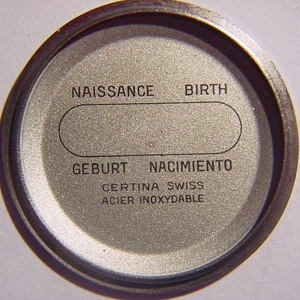 NAISSANCE BIRTH
GEBURT NACIMIENTO
CERTINA SWISS
ACIER INOXYDABLE